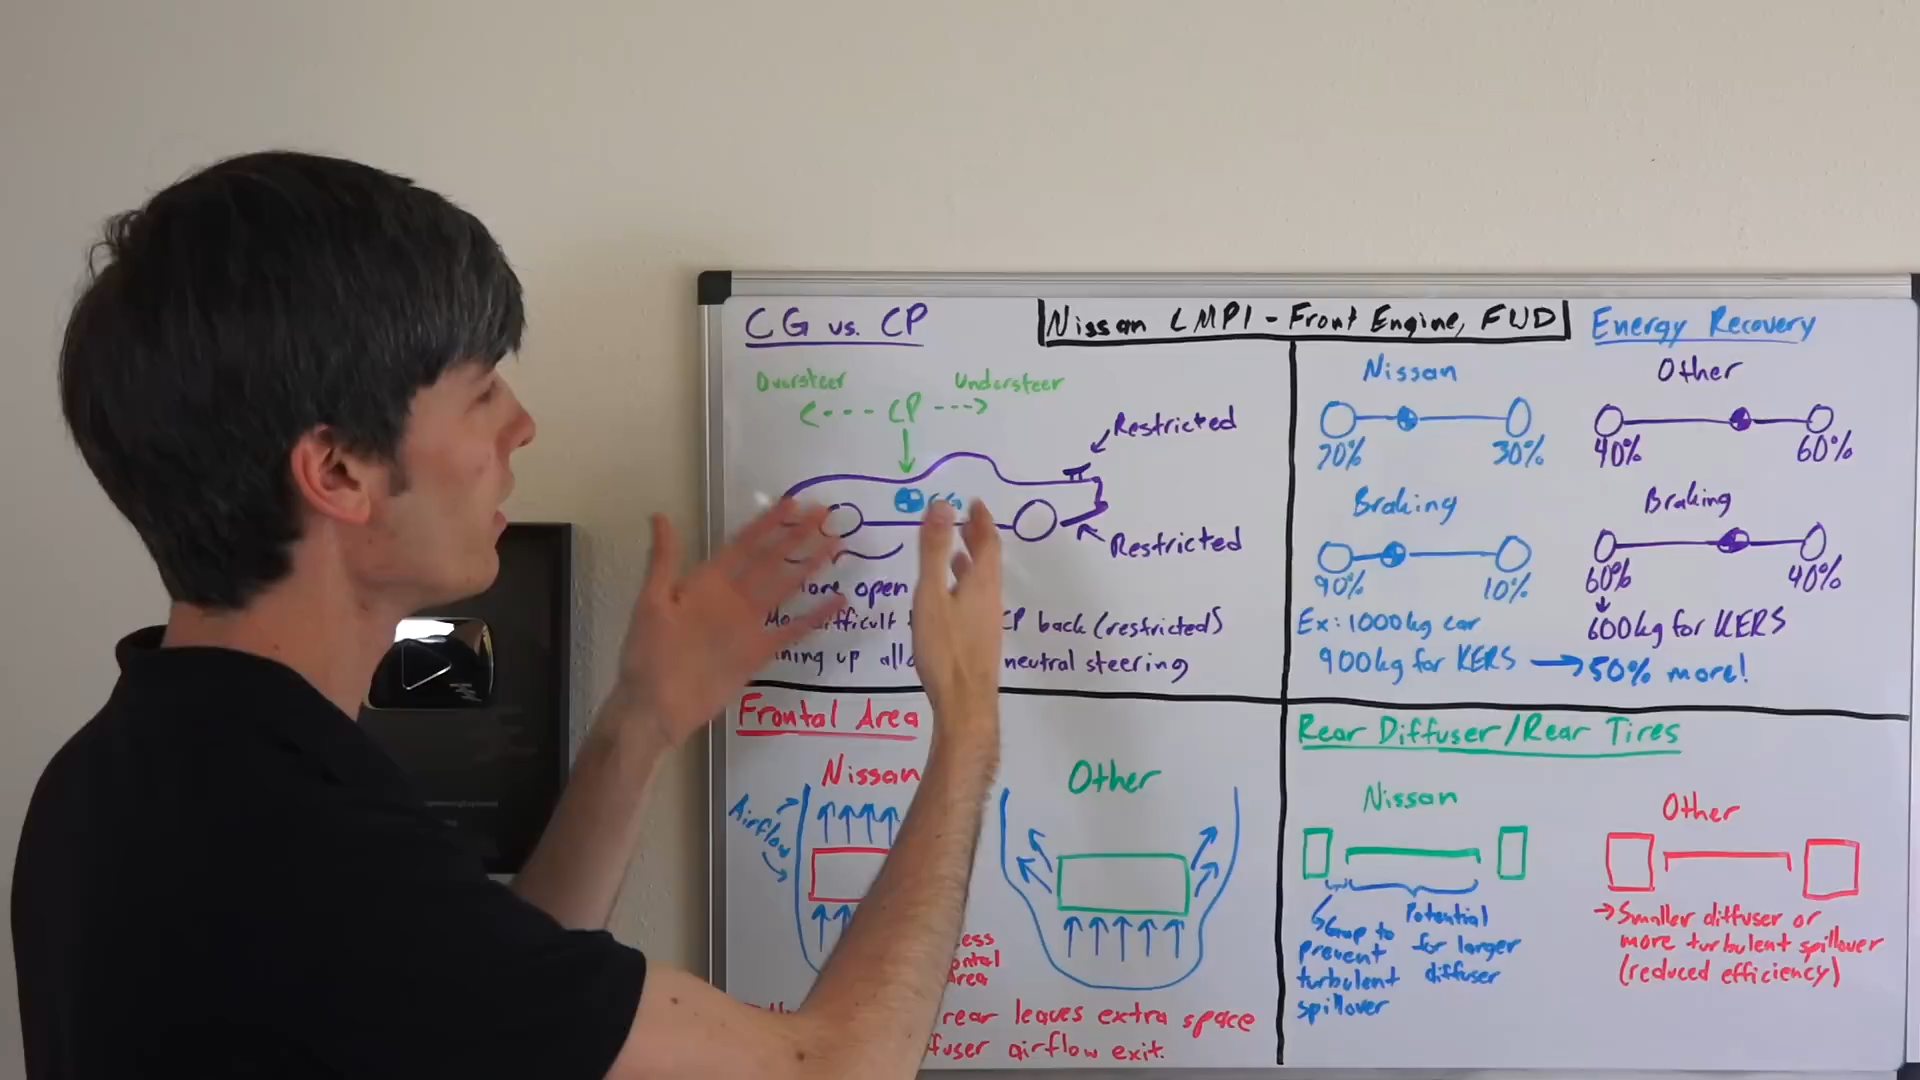 CG vs. CP
Nissan LMP1 - Front Engine, FWD
Oversteer
Understeer
<--- CP --->
Restricted
CG
Restricted
More open
More difficult CP back (restricted)
neutral steering
Energy Recovery
Nissan
Other
70%
30%
40%
60%
Braking
Braking
90%
10%
60%
40%
Ex: 1000kg car
900kg for KERS → 50% more!
600kg for KERS
Frontal Area
Nissan
Other
Airflow
rear leaves extra space
airflow exit.
Rear Diffuser/Rear Tires
Nissan
Other
Gap to
prevent
turbulent
spillover
Potential
for larger
diffuser
→ Smaller diffuser or
more turbulent spillover
(reduced efficiency)